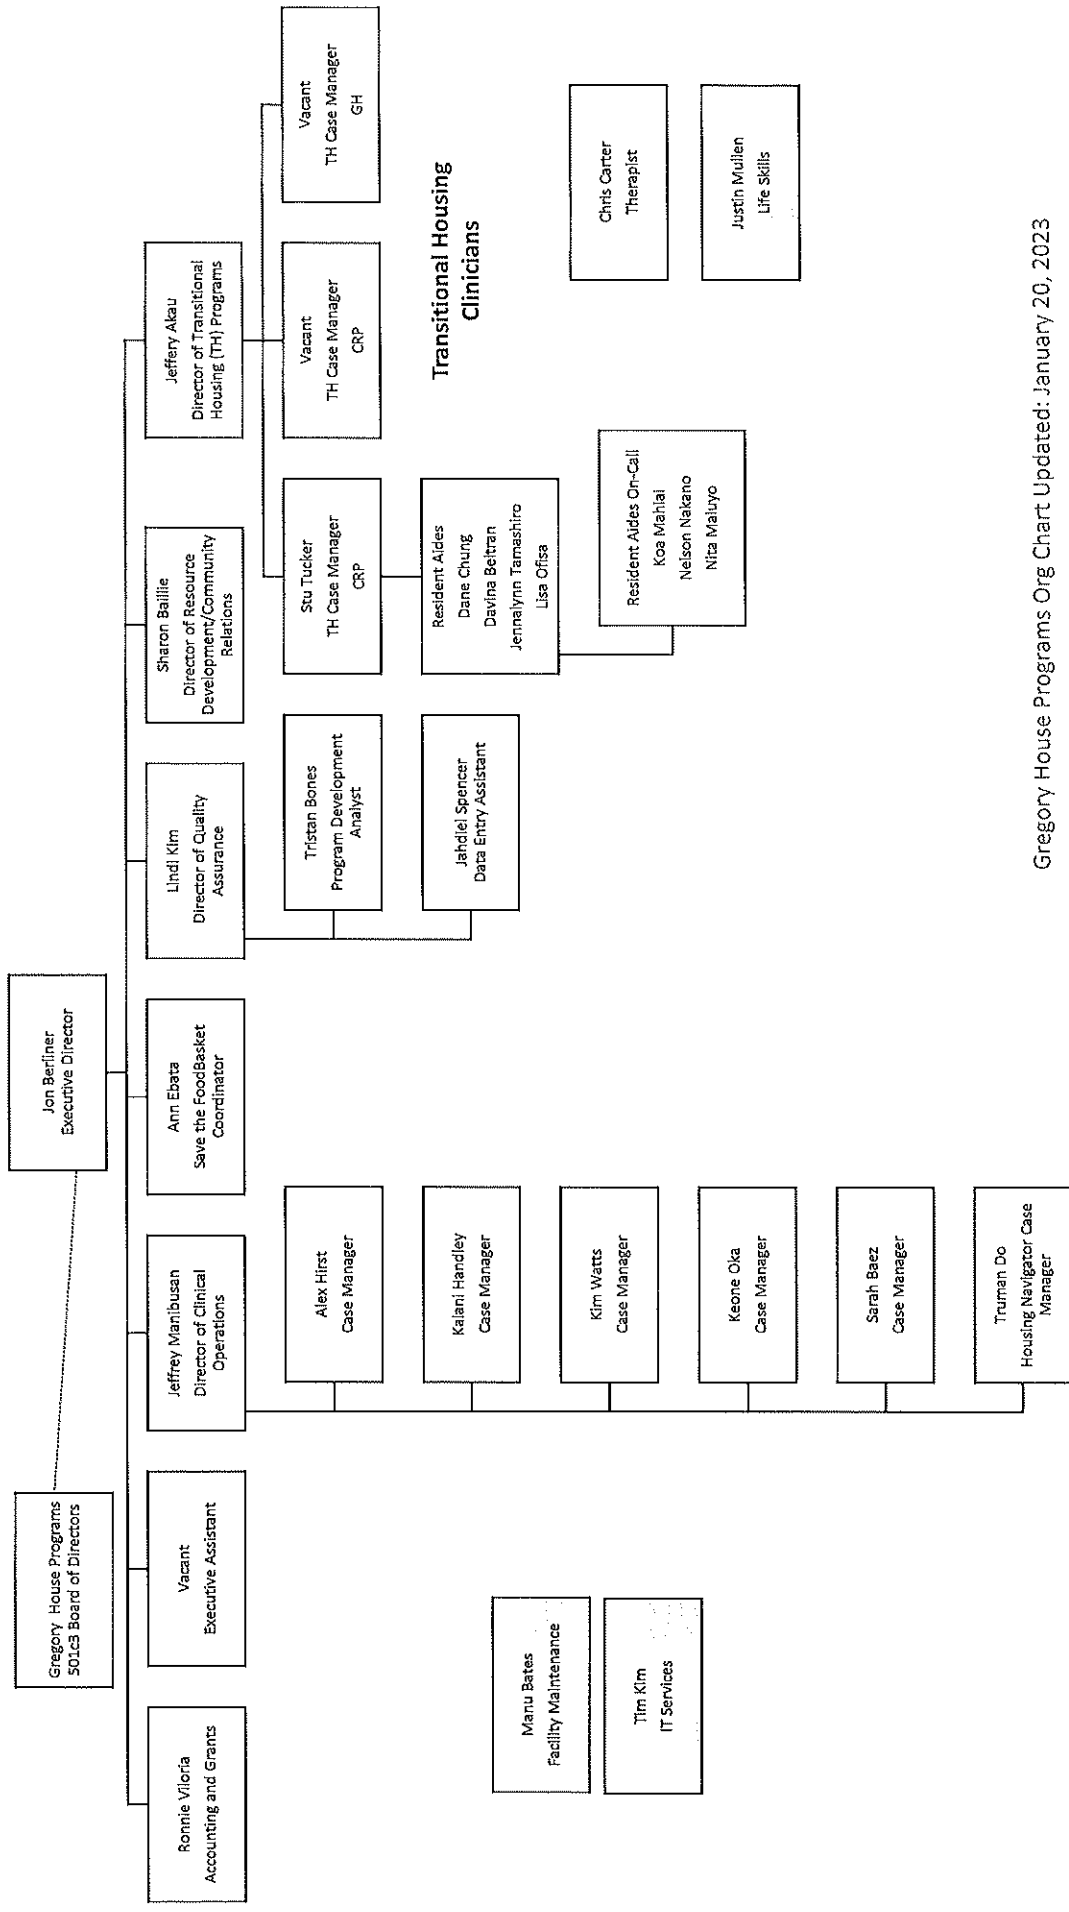 Gregory House Programs
501c3 Board of Directors
Jon Berliner
Executive Director
Ronnie Viloria
Accounting and Grants
Vacant
Executive Assistant
Jeffrey Manibusan
Director of Clinical
Operations
Ann Ebata
Save the FoodBasket
Coordinator
Lindi Kim
Director of Quality
Assurance
Sharon Baillie
Director of Resource
Development/Community
Relations
Jeffery Akau
Director of Transitional
Housing (TH) Programs
Alex Hirst
Case Manager
Kalani Handley
Case Manager
Kim Watts
Case Manager
Keone Oka
Case Manager
Sarah Baez
Case Manager
Truman Do
Housing Navigator Case
Manager
Tristan Bones
Program Development
Analyst
Jahdiel Spencer
Data Entry Assistant
Stu Tucker
TH Case Manager
CRP
Vacant
TH Case Manager
CRP
Vacant
TH Case Manager
GH
Resident Aides
Dane Chung
Davina Beltran
Jennalynn Tamashiro
Lisa Ofisa
Resident Aides On-Call
Koa Mahiai
Nelson Nakano
Nita Maluyo
Transitional Housing
Clinicians
Chris Carter
Therapist
Justin Mullen
Life Skills
Manu Bates
Facility Maintenance
Tim Kim
IT Services
Gregory House Programs Org Chart Updated: January 20, 2023